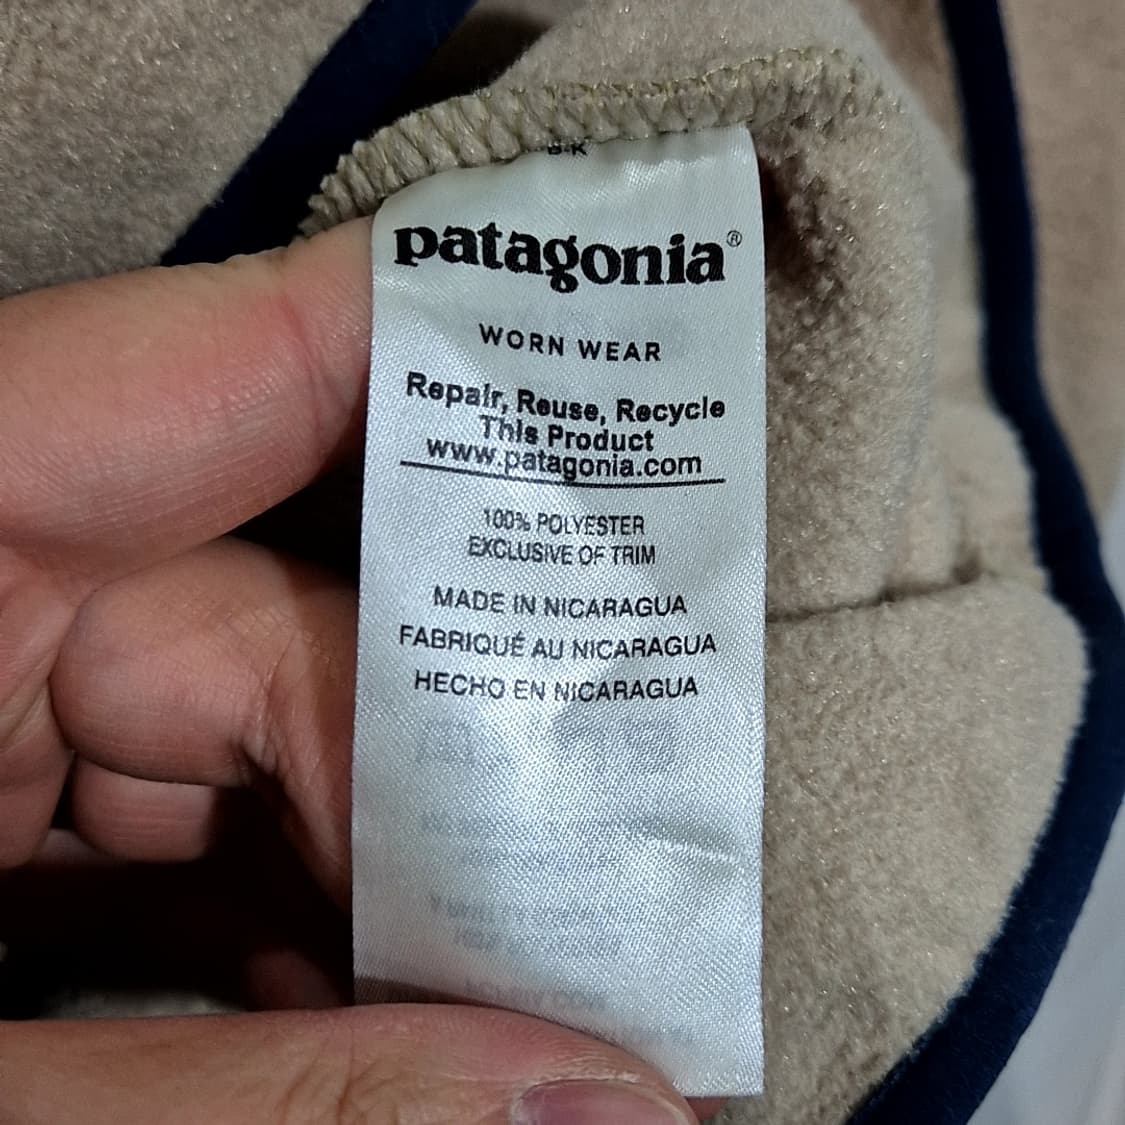 patagonia®
WORN WEAR
Repair, Reuse, Recycle
This Product
www.patagonia.com
100% POLYESTER
EXCLUSIVE OF TRIM
MADE IN NICARAGUA
FABRIQUÉ AU NICARAGUA
HECHO EN NICARAGUA